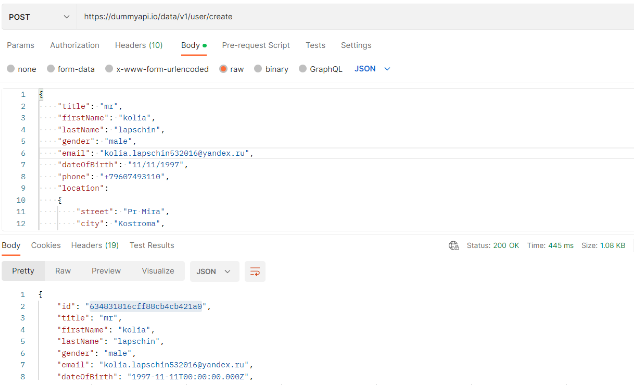 POST https://dummyapi.io/data/v1/user/create
Params Authorization Headers (10) Body Pre-request Script Tests Settings
none form-data x-www-form-urlencoded raw binary GraphQL JSON
1 {
2 "title": "mr",
3 "firstName": "kolia",
4 "lastName": "lapschin",
5 "gender": "male",
6 "email": "kolia.lapschin532016@yandex.ru",
7 "dateOfBirth": "11/11/1997",
8 "phone": "+79607493110",
9 "location":
10 {
11 "street": "Pr Mira",
12 "city": "Kostroma",
Body Cookies Headers (19) Test Results Status: 200 OK Time: 445 ms Size: 1.08 KB
Pretty Raw Preview Visualize JSON
1 {
2 "id": "634831816cff88cb4cb421a0",
3 "title": "mr",
4 "firstName": "kolia",
5 "lastName": "lapschin",
6 "gender": "male",
7 "email": "kolia.lapschin532016@yandex.ru",
8 "dateOfBirth": "1997-11-11T00:00:00.000Z",